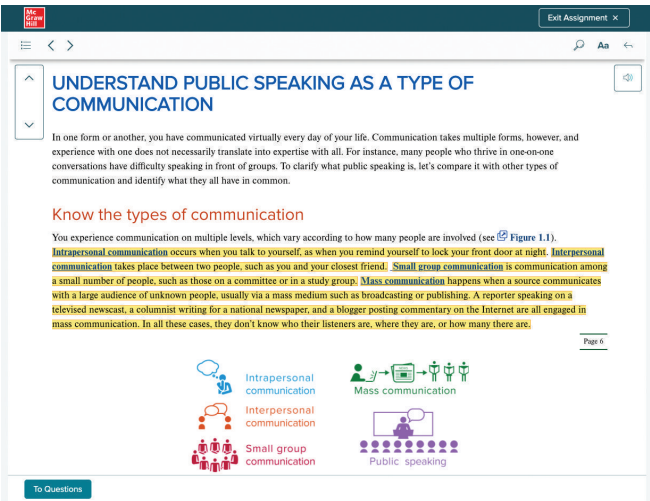 Mc
Graw
Hill
Exit Assignment ×
Aa
UNDERSTAND PUBLIC SPEAKING AS A TYPE OF
COMMUNICATION
In one form or another, you have communicated virtually every day of your life. Communication takes multiple forms, however, and
experience with one does not necessarily translate into expertise with all. For instance, many people who thrive in one-on-one
conversations have difficulty speaking in front of groups. To clarify what public speaking is, let's compare it with other types of
communication and identify what they all have in common.
Know the types of communication
You experience communication on multiple levels, which vary according to how many people are involved (see Figure 1.1).
Intrapersonal communication occurs when you talk to yourself, as when you remind yourself to lock your front door at night. Interpersonal
communication takes place between two people, such as you and your closest friend. Small group communication is communication among
a small number of people, such as those on a committee or in a study group. Mass communication happens when a source communicates
with a large audience of unknown people, usually via a mass medium such as broadcasting or publishing. A reporter speaking on a
televised newscast, a columnist writing for a national newspaper, and a blogger posting commentary on the Internet are all engaged in
mass communication. In all these cases, they don't know who their listeners are, where they are, or how many there are.
Page 6
Intrapersonal
communication
Interpersonal
communication
Small group
communication
Mass communication
Public speaking
To Questions